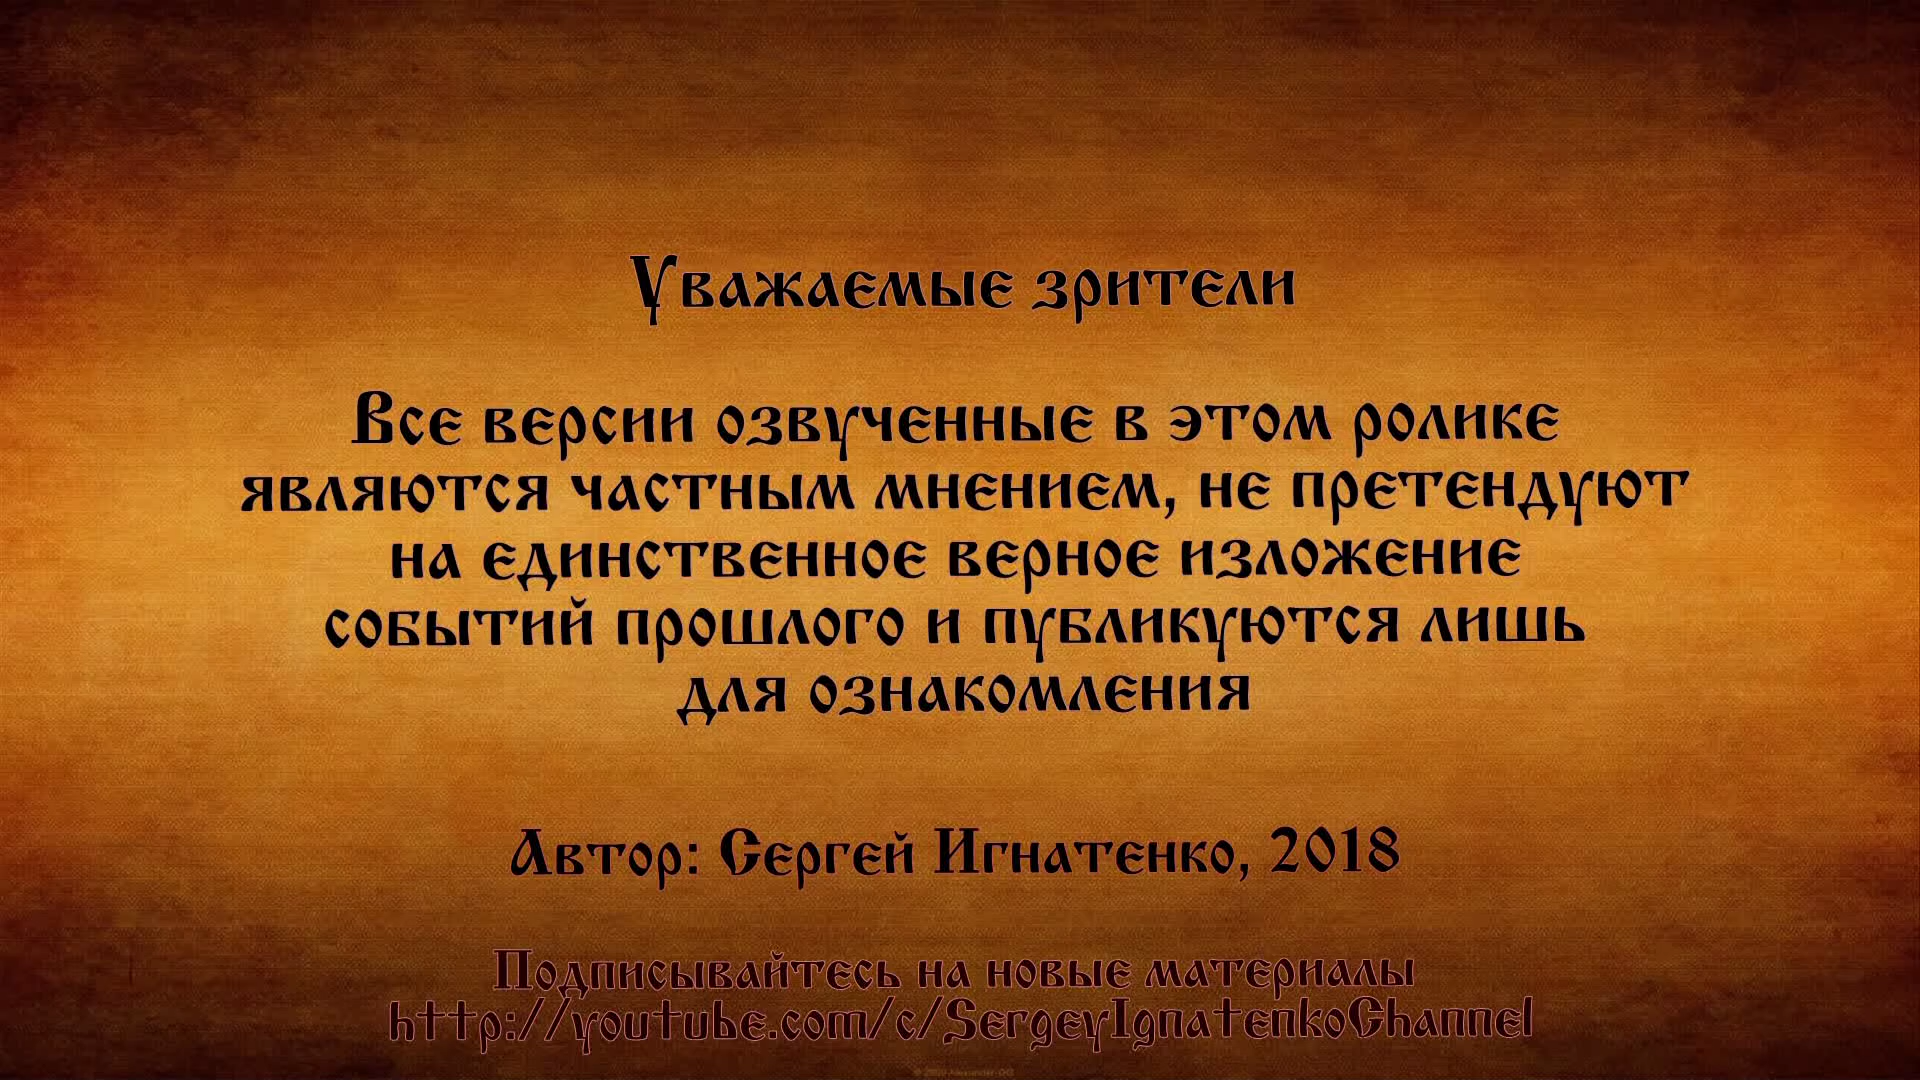 Уважаемые зрители
Все версии озвученные в этом ролике
являются частным мнением, не претендуют
на единственное верное изложение
событий прошлого и публикуются лишь
для ознакомления
Автор: Сергей Игнатенко, 2018
Подписывайтесь на новые материалы
http://youtube.com/c/SergeyIgnatenkoChannel